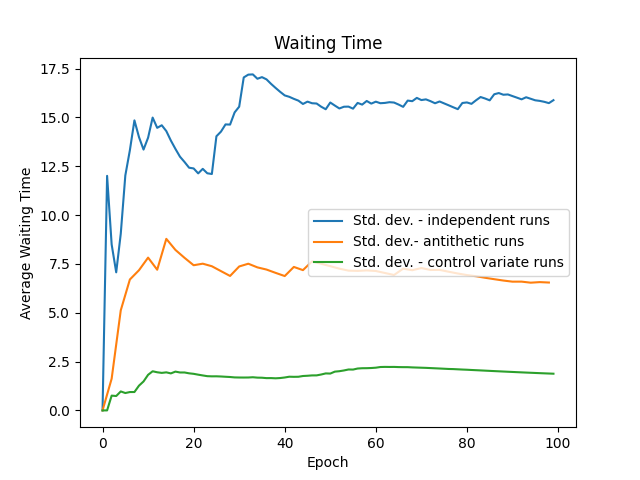 Waiting Time
17.5
15.0
12.5
10.0
7.5
5.0
2.5
0.0
Average Waiting Time
Std. dev. - independent runs
Std. dev.- antithetic runs
Std. dev. - control variate runs
0
20
40
60
80
100
Epoch